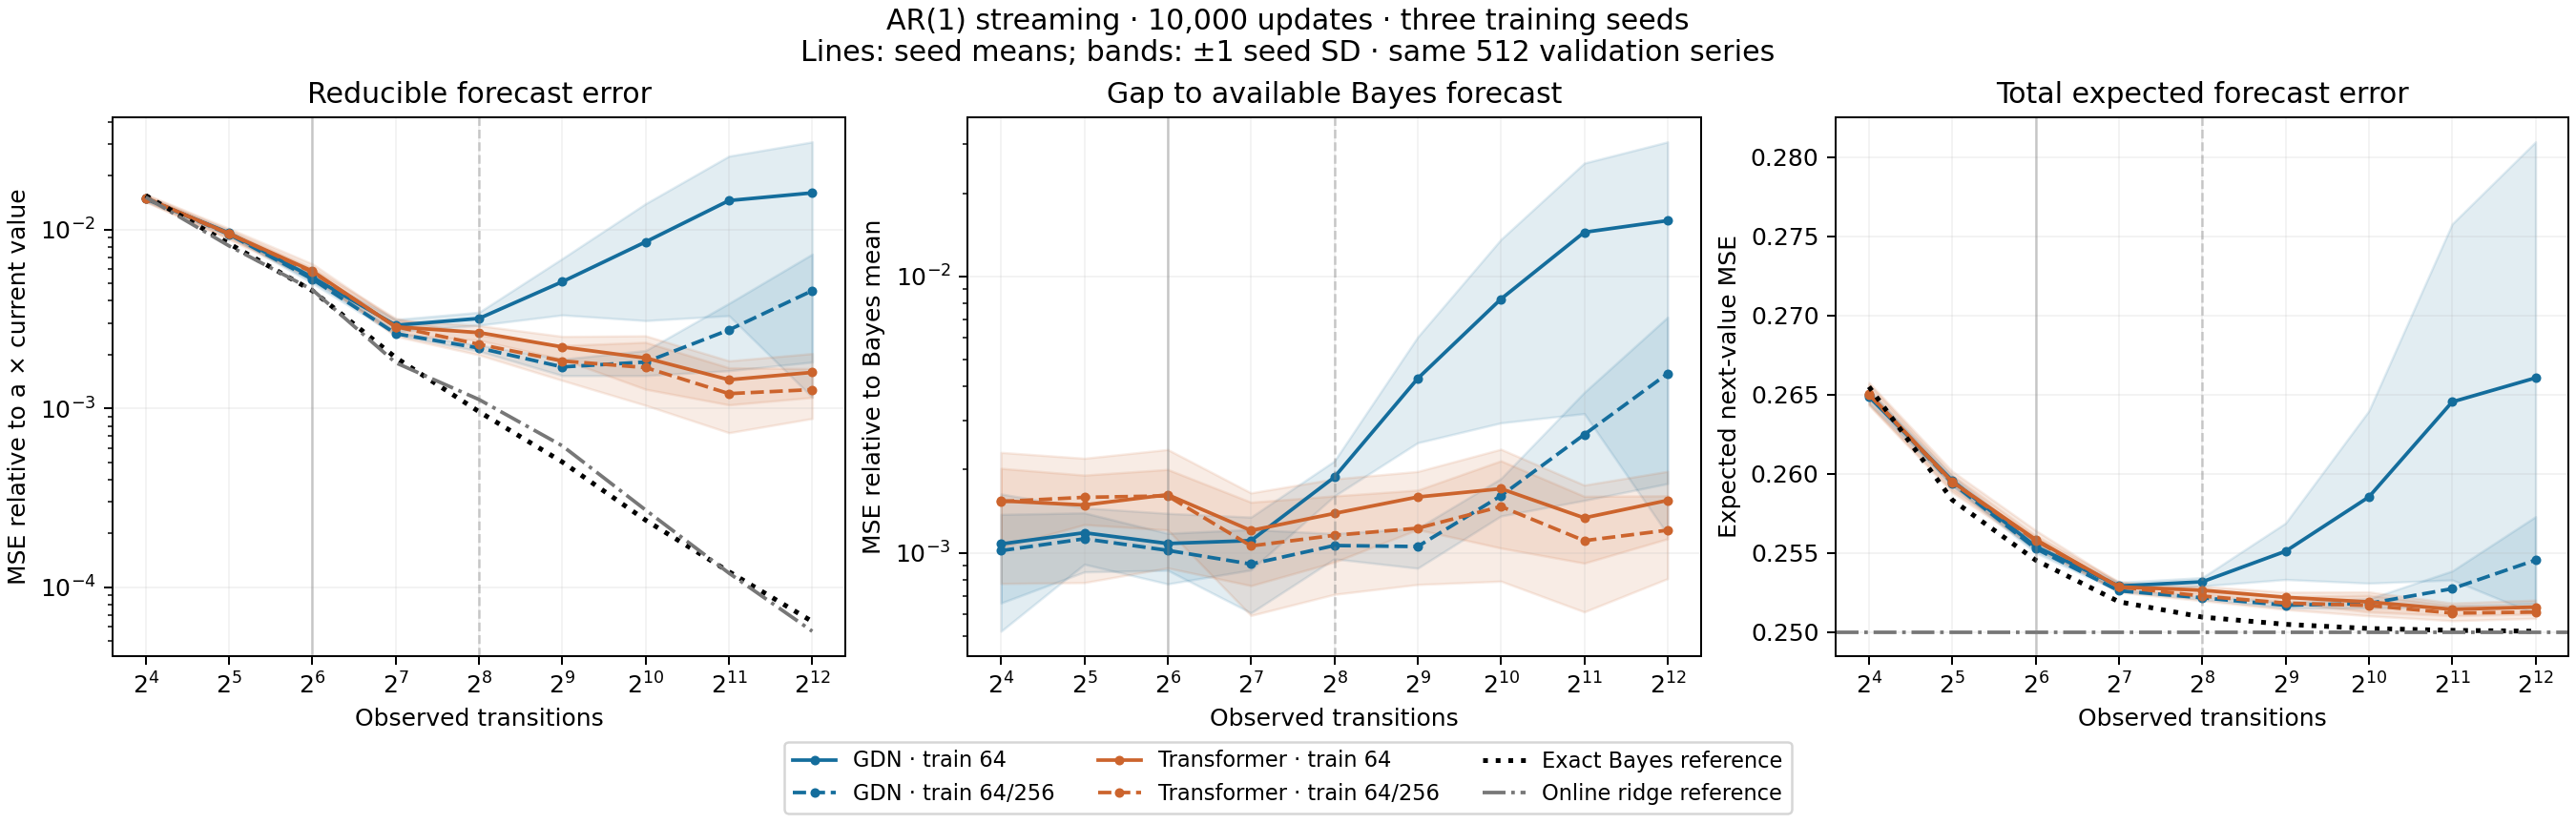 AR(1) streaming · 10,000 updates · three training seeds
Lines: seed means; bands: ±1 seed SD · same 512 validation series
Reducible forecast error
MSE relative to a × current value
10⁻²
10⁻³
10⁻⁴
2⁴ 2⁵ 2⁶ 2⁷ 2⁸ 2⁹ 2¹⁰ 2¹¹ 2¹²
Observed transitions
Gap to available Bayes forecast
MSE relative to Bayes mean
10⁻²
10⁻³
2⁴ 2⁵ 2⁶ 2⁷ 2⁸ 2⁹ 2¹⁰ 2¹¹ 2¹²
Observed transitions
Total expected forecast error
Expected next-value MSE
0.280
0.275
0.270
0.265
0.260
0.255
0.250
2⁴ 2⁵ 2⁶ 2⁷ 2⁸ 2⁹ 2¹⁰ 2¹¹ 2¹²
Observed transitions
GDN · train 64
GDN · train 64/256
Transformer · train 64
Transformer · train 64/256
Exact Bayes reference
Online ridge reference